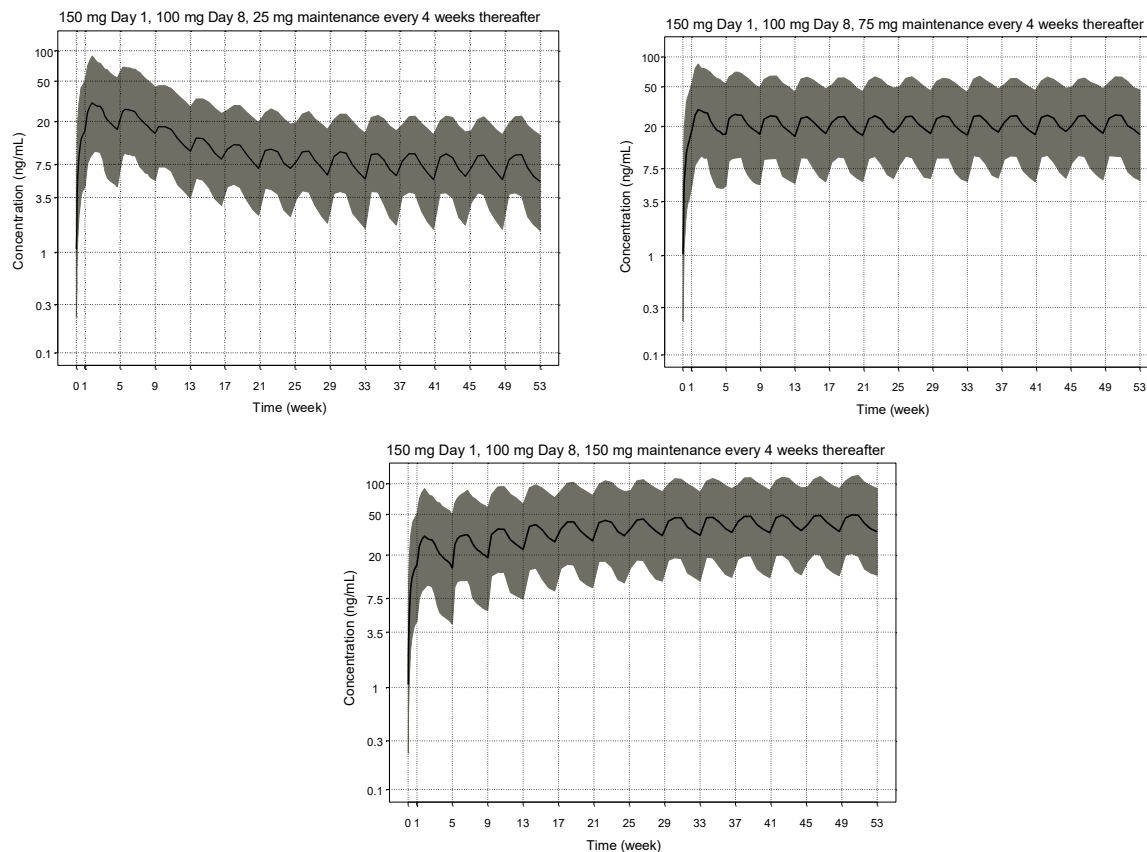 150 mg Day 1, 100 mg Day 8, 25 mg maintenance every 4 weeks thereafter
Concentration (ng/mL)
100
50
20
7.5
3.5
1
0.3
0.1
0 1 5 9 13 17 21 25 29 33 37 41 45 49 53
Time (week)
150 mg Day 1, 100 mg Day 8, 75 mg maintenance every 4 weeks thereafter
Concentration (ng/mL)
100
50
20
7.5
3.5
1
0.3
0.1
0 1 5 9 13 17 21 25 29 33 37 41 45 49 53
Time (week)
150 mg Day 1, 100 mg Day 8, 150 mg maintenance every 4 weeks thereafter
Concentration (ng/mL)
100
50
20
7.5
3.5
1
0.3
0.1
0 1 5 9 13 17 21 25 29 33 37 41 45 49 53
Time (week)